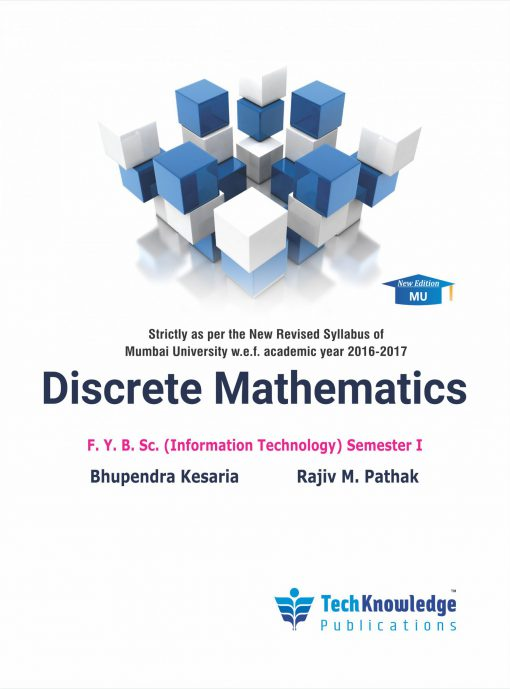 New Edition
MU
Strictly as per the New Revised Syllabus of
Mumbai University w.e.f. academic year 2016-2017
Discrete Mathematics
F. Y. B. Sc. (Information Technology) Semester I
Bhupendra Kesaria Rajiv M. Pathak
TechKnowledge™
Publications